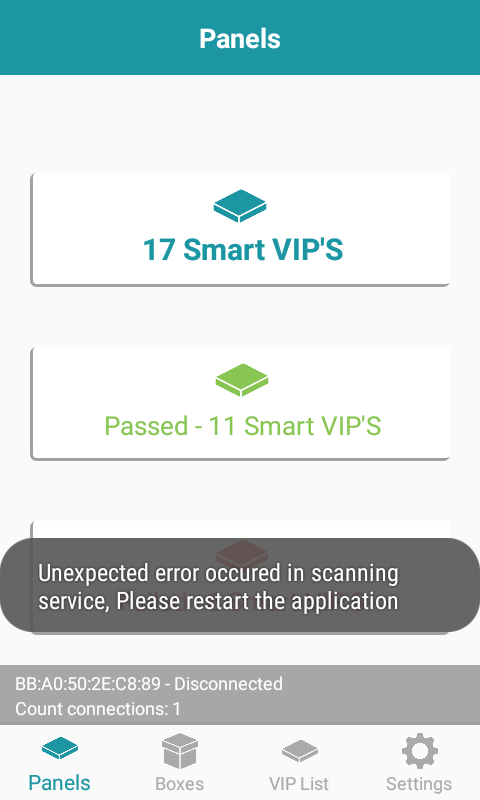 Panels
17 Smart VIP'S
Passed - 11 Smart VIP'S
Unexpected error occured in scanning
service, Please restart the application
BB:A0:50:2E:C8:89 - Disconnected
Count connections: 1
Panels
Boxes
VIP List
Settings